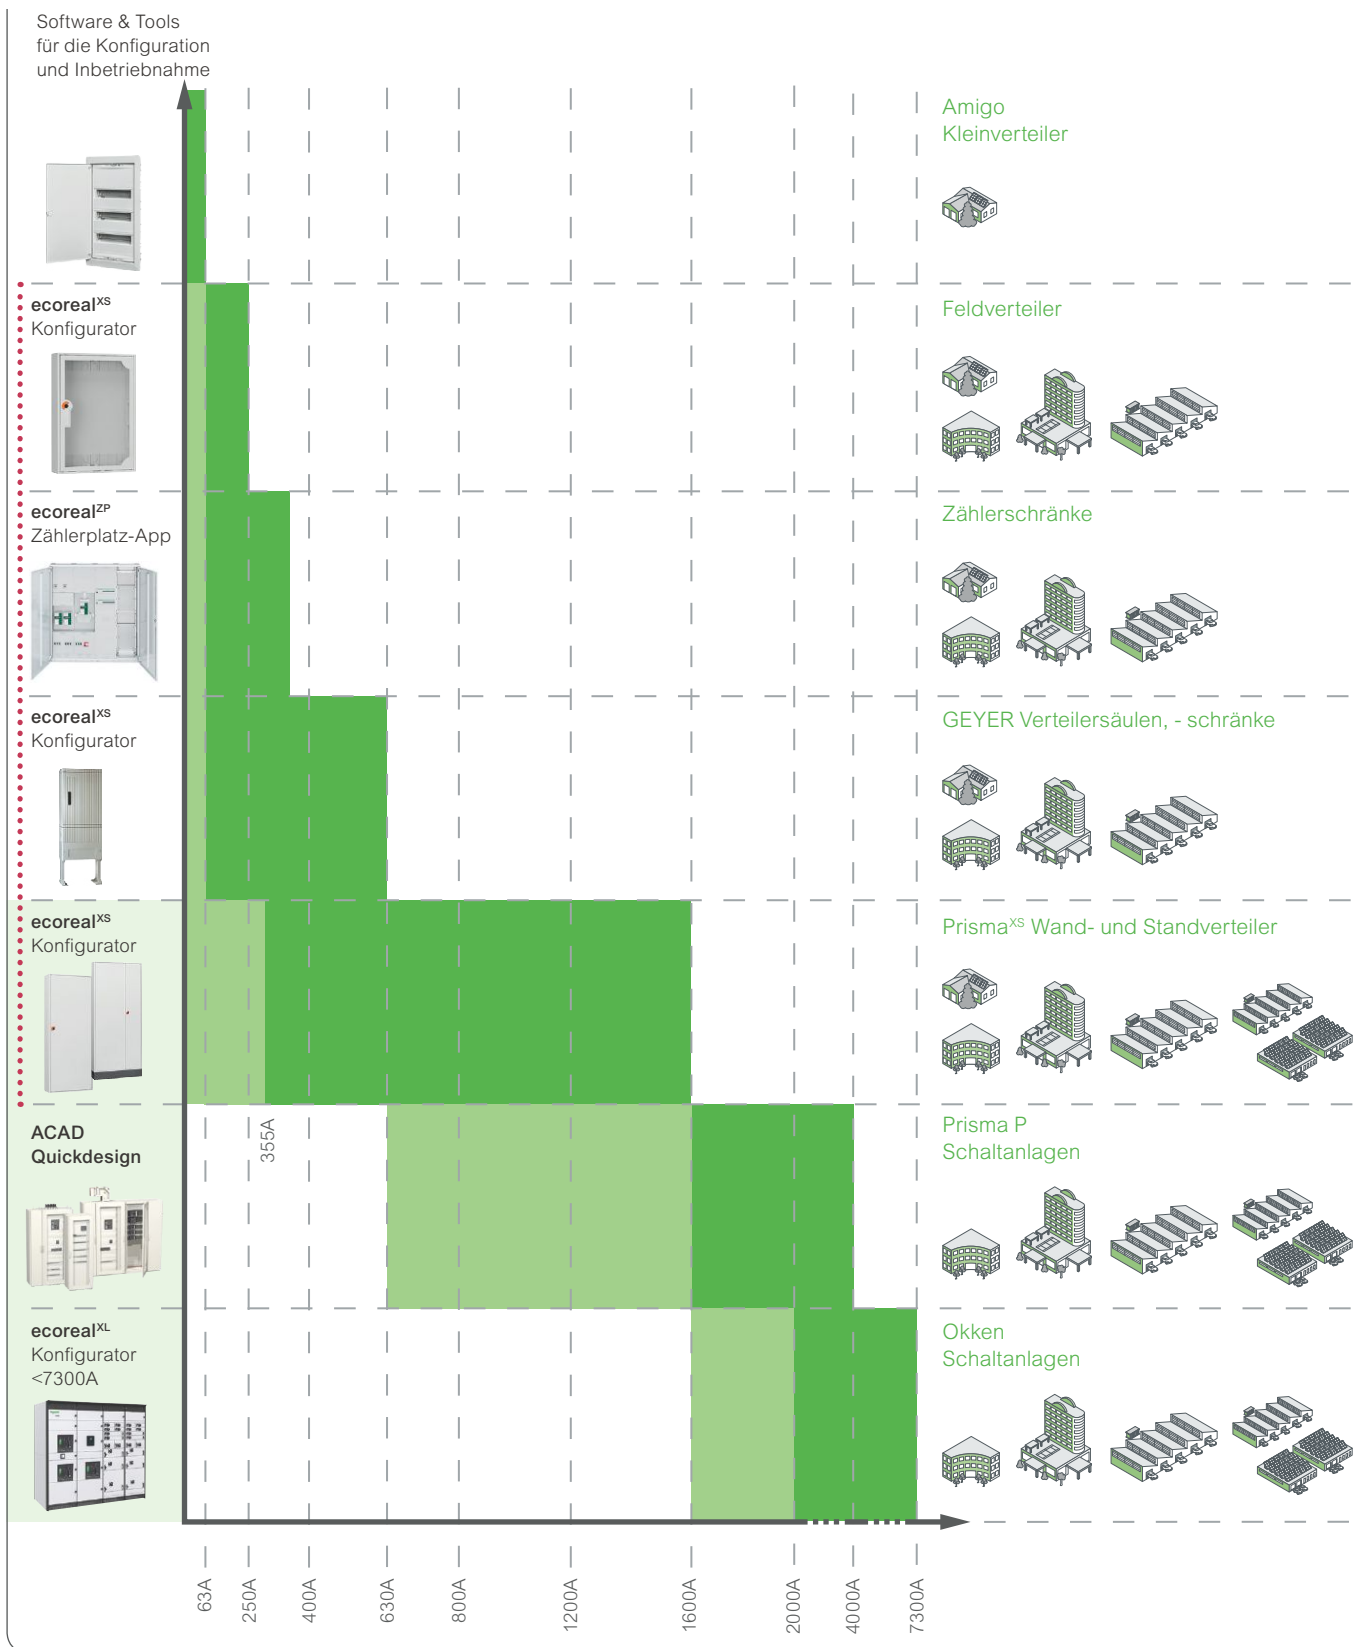 Software & Tools
für die Konfiguration
und Inbetriebnahme
Amigo
Kleinverteiler
ecorealXS
Konfigurator
Feldverteiler
ecorealZP
Zählerplatz-App
Zählerschränke
ecorealXS
Konfigurator
GEYER Verteilersäulen, - schränke
ecorealXS
Konfigurator
PrismaXS Wand- und Standverteiler
ACAD
Quickdesign
355A
Prisma P
Schaltanlagen
ecorealXL
Konfigurator
<7300A
Okken
Schaltanlagen
63A
250A
400A
630A
800A
1200A
1600A
2000A
4000A
7300A